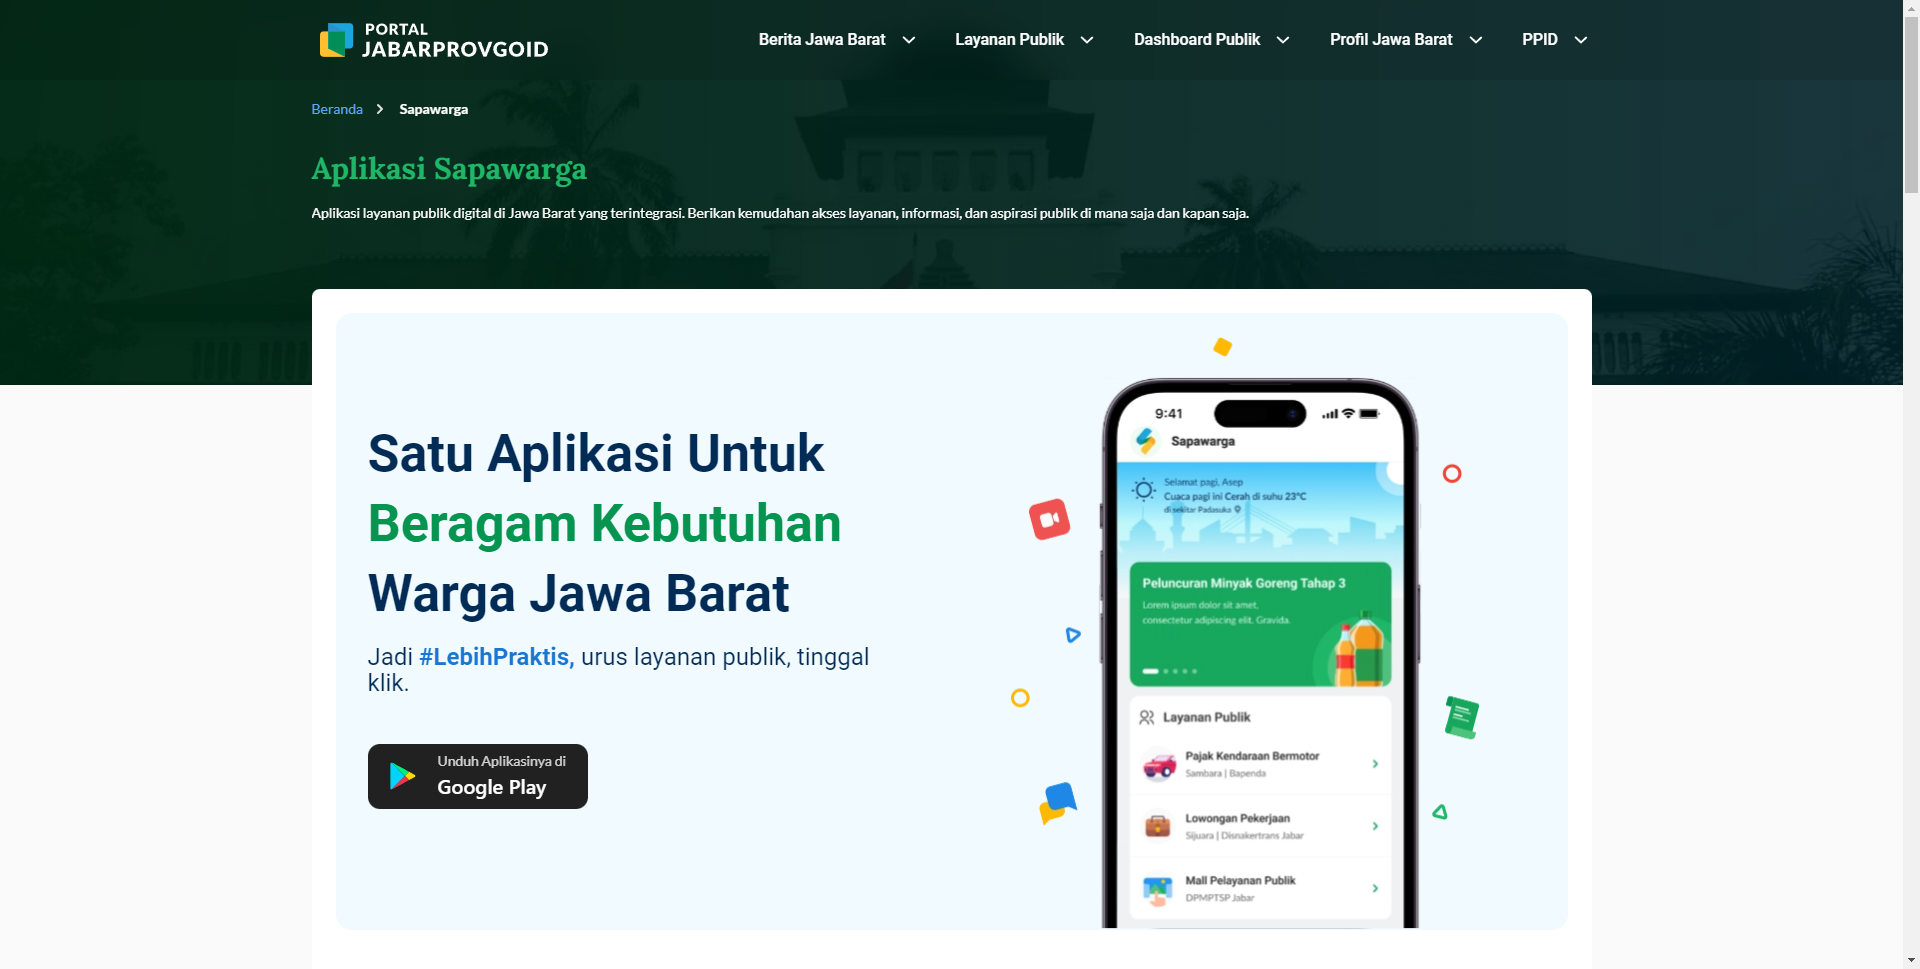 PORTAL
JABARPROVGOID
Berita Jawa Barat
Layanan Publik
Dashboard Publik
Profil Jawa Barat
PPID
Beranda
Sapawarga
Aplikasi Sapawarga
Aplikasi layanan publik digital di Jawa Barat yang terintegrasi. Berikan kemudahan akses layanan, informasi, dan aspirasi publik di mana saja dan kapan saja.
Satu Aplikasi Untuk
Beragam Kebutuhan
Warga Jawa Barat
Jadi #LebihPraktis, urus layanan publik, tinggal
klik.
Unduh Aplikasinya di
Google Play
9:41
Sapawarga
Selamat pagi, Asep
Cuaca pagi ini Cerah di suhu 23°C
di sekitar Padasuka
Peluncuran Minyak Goreng Tahap 3
Lorem ipsum dolor sit amet,
consectetur adipiscing elit. Gravida.
Layanan Publik
Pajak Kendaraan Bermotor
Sambara | Bapenda
Lowongan Pekerjaan
Sijuara | Disnakertrans Jabar
Mall Pelayanan Publik
DPMPTSP Jabar